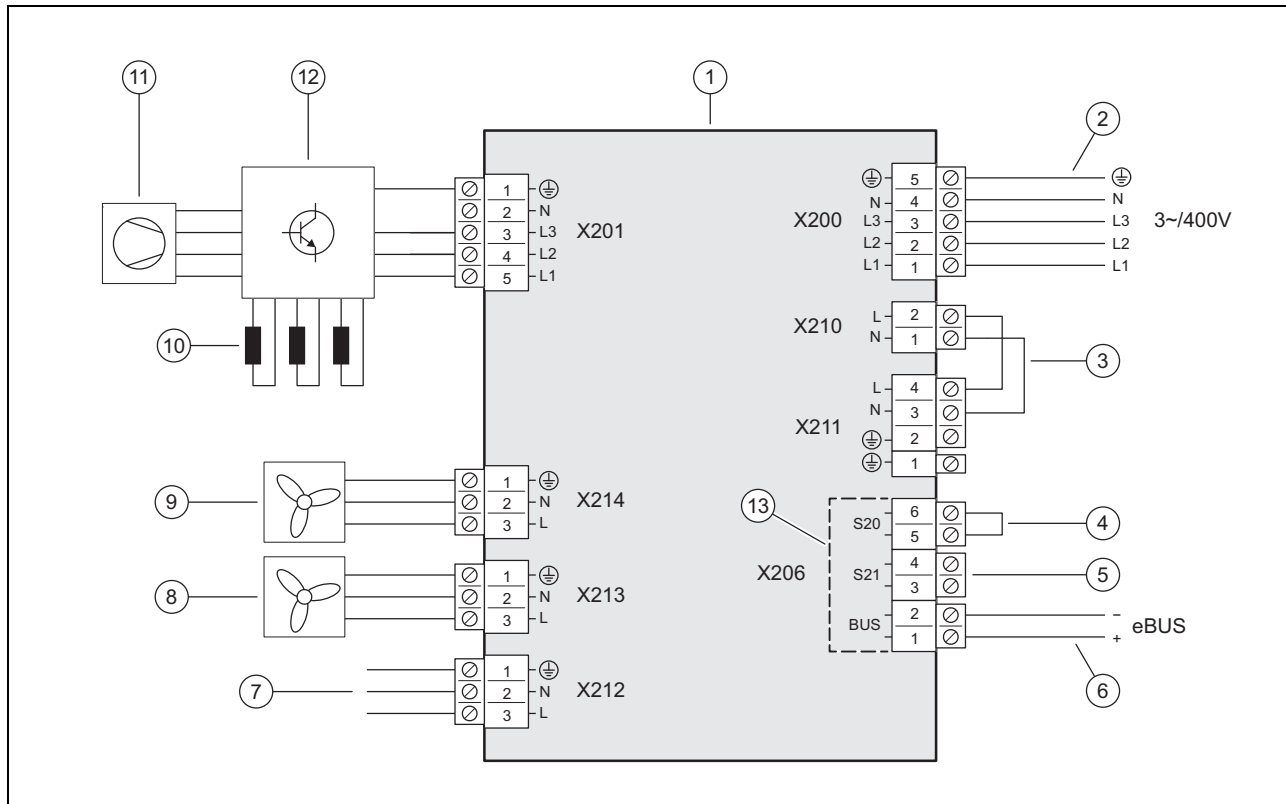 11
12
1
2
1
2 N
3 L3
4 L2
5 L1
X201
X200
5
N 4 N
L3 3 L3
L2 2 L2
L1 1 L1
3~/400V
10
X210
L 2
N 1
3
X211
L 4
N 3
2
1
9
1
2 N
3 L
X214
13
X206
S20
6
5
4
8
1
2 N
3 L
X213
S21
4
3
5
BUS
2 −
1 +
eBUS
6
7
1
2 N
3 L
X212